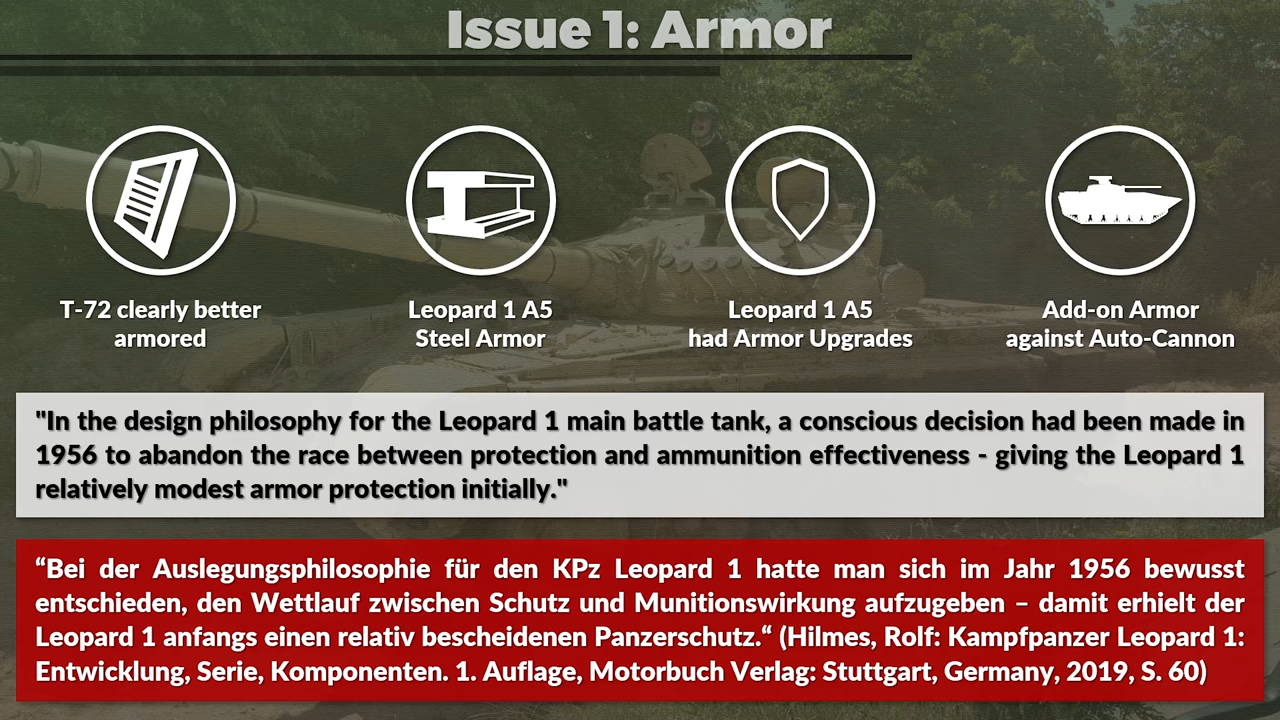 Issue 1: Armor
T-72 clearly better
armored
Leopard 1 A5
Steel Armor
Leopard 1 A5
had Armor Upgrades
Add-on Armor
against Auto-Cannon
"In the design philosophy for the Leopard 1 main battle tank, a conscious decision had been made in
1956 to abandon the race between protection and ammunition effectiveness - giving the Leopard 1
relatively modest armor protection initially."
“Bei der Auslegungsphilosophie für den KPz Leopard 1 hatte man sich im Jahr 1956 bewusst
entschieden, den Wettlauf zwischen Schutz und Munitionswirkung aufzugeben – damit erhielt der
Leopard 1 anfangs einen relativ bescheidenen Panzerschutz.“ (Hilmes, Rolf: Kampfpanzer Leopard 1:
Entwicklung, Serie, Komponenten. 1. Auflage, Motorbuch Verlag: Stuttgart, Germany, 2019, S. 60)